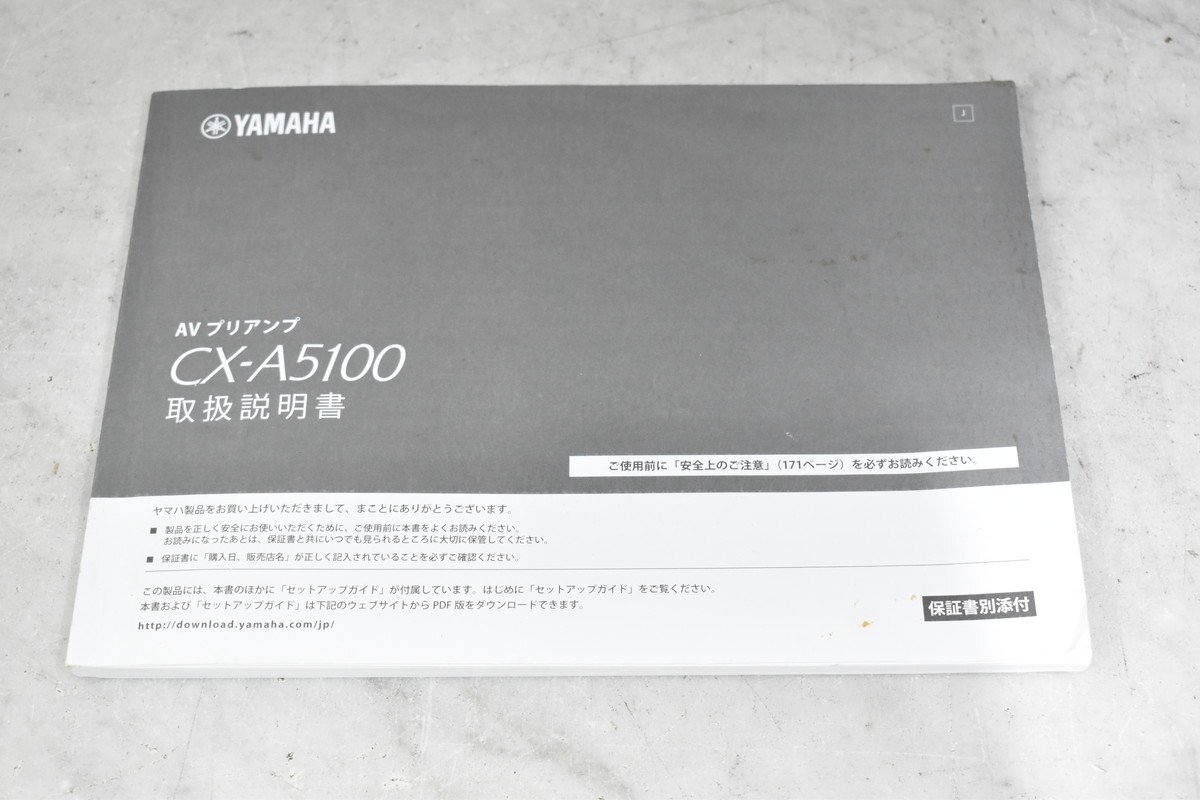 YAMAHA
J
AV プリアンプ
CX-A5100
取扱説明書
ご使用前に「安全上のご注意」（171ページ）を必ずお読みください。
ヤマハ製品をお買い上げいただきまして、まことにありがとうございます。
■ 製品を正しく安全にお使いいただくために、ご使用前に本書をよくお読みください。
お読みになったあとは、保証書と共にいつでも見られるところに大切に保管してください。
■ 保証書に「購入日、販売店名」が正しく記入されていることを必ずご確認ください。
この製品には、本書のほかに「セットアップガイド」が付属しています。はじめに「セットアップガイド」をご覧ください。
本書および「セットアップガイド」は下記のウェブサイトから PDF 版をダウンロードできます。
http://download.yamaha.com/jp/
保証書別添付